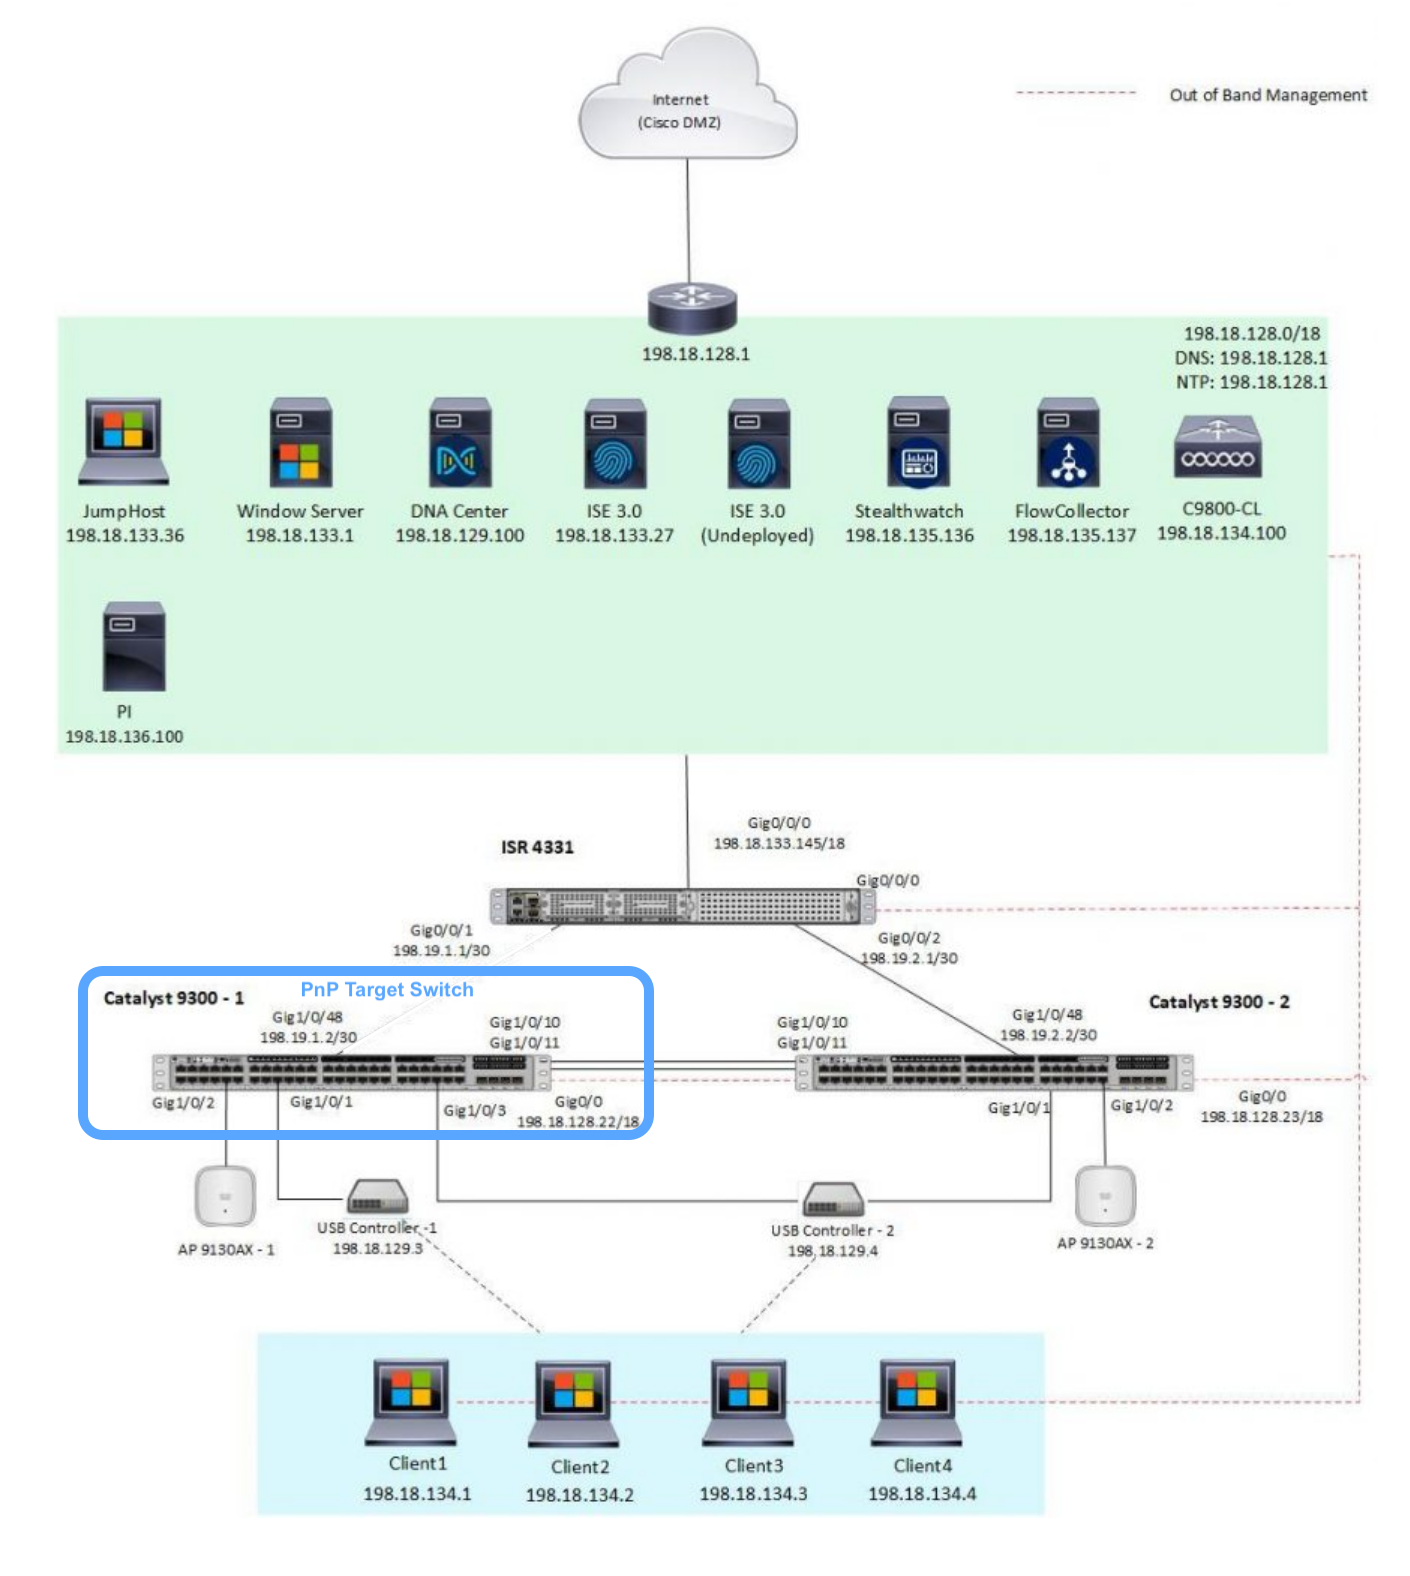 Internet
(Cisco DMZ)
Out of Band Management
198.18.128.1
198.18.128.0/18
DNS: 198.18.128.1
NTP: 198.18.128.1
JumpHost
198.18.133.36
Window Server
198.18.133.1
DNA Center
198.18.129.100
ISE 3.0
198.18.133.27
ISE 3.0
(Undeployed)
Stealthwatch
198.18.135.136
FlowCollector
198.18.135.137
C9800-CL
198.18.134.100
PI
198.18.136.100
Gig0/0/0
198.18.133.145/18
ISR 4331
Gig0/0/0
Gig0/0/1
198.19.1.1/30
Gig0/0/2
198.19.2.1/30
PnP Target Switch
Catalyst 9300 - 1
Gig1/0/48
198.19.1.2/30
Gig1/0/10
Gig1/0/11
Gig1/0/2
Gig1/0/1
Gig1/0/3
Gig0/0
198.18.128.22/18
Catalyst 9300 - 2
Gig1/0/10
Gig1/0/11
Gig1/0/48
198.19.2.2/30
Gig1/0/1
Gig1/0/2
Gig0/0
198.18.128.23/18
AP 9130AX - 1
USB Controller -1
198.18.129.3
USB Controller - 2
198.18.129.4
AP 9130AX - 2
Client1
198.18.134.1
Client2
198.18.134.2
Client3
198.18.134.3
Client4
198.18.134.4